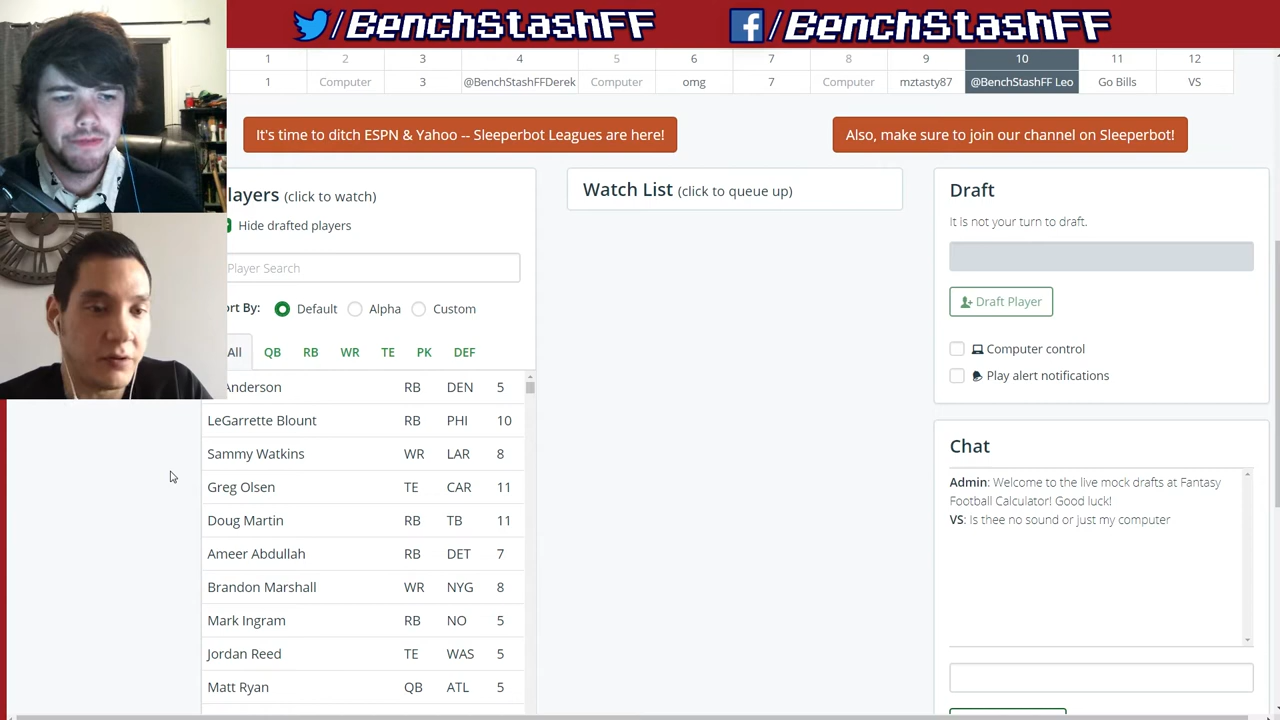 /BenchStashFF /BenchStashFF
1 2 3 4 5 6 7 8 9 10 11 12
1 Computer 3 @BenchStashFFDerek Computer omg 7 Computer mztasty87 @BenchStashFF Leo Go Bills VS
It's time to ditch ESPN & Yahoo -- Sleeperbot Leagues are here! Also, make sure to join our channel on Sleeperbot!
layers (click to watch)
Hide drafted players
Player Search
ort By: Default Alpha Custom
All QB RB WR TE PK DEF
Anderson RB DEN 5
LeGarrette Blount RB PHI 10
Sammy Watkins WR LAR 8
Greg Olsen TE CAR 11
Doug Martin RB TB 11
Ameer Abdullah RB DET 7
Brandon Marshall WR NYG 8
Mark Ingram RB NO 5
Jordan Reed TE WAS 5
Matt Ryan QB ATL 5
Watch List (click to queue up)
Draft
It is not your turn to draft.
Draft Player
Computer control
Play alert notifications
Chat
Admin: Welcome to the live mock drafts at Fantasy
Football Calculator! Good luck!
VS: Is thee no sound or just my computer